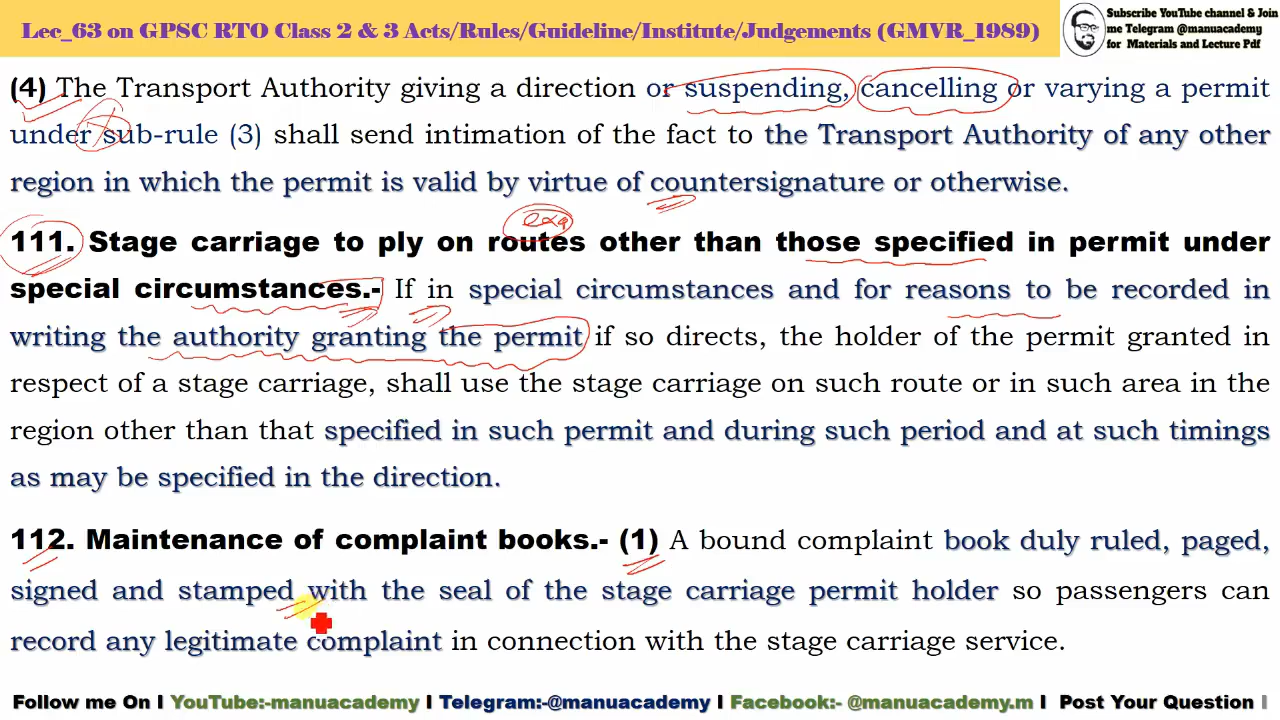 Lec_63 on GPSC RTO Class 2 & 3 Acts/Rules/Guideline/Institute/Judgements (GMVR_1989)
Subscribe YouTube channel & Join
me Telegram @manuacademy
for Materials and Lecture Pdf
(4) The Transport Authority giving a direction or suspending, cancelling or varying a permit
under sub-rule (3) shall send intimation of the fact to the Transport Authority of any other
region in which the permit is valid by virtue of countersignature or otherwise.
111. Stage carriage to ply on routes other than those specified in permit under
special circumstances.- If in special circumstances and for reasons to be recorded in
writing the authority granting the permit if so directs, the holder of the permit granted in
respect of a stage carriage, shall use the stage carriage on such route or in such area in the
region other than that specified in such permit and during such period and at such timings
as may be specified in the direction.
112. Maintenance of complaint books.- (1) A bound complaint book duly ruled, paged,
signed and stamped with the seal of the stage carriage permit holder so passengers can
record any legitimate complaint in connection with the stage carriage service.
Follow me On I YouTube:-manuacademy I Telegram:-@manuacademy I Facebook:- @manuacademy.m I Post Your Question I